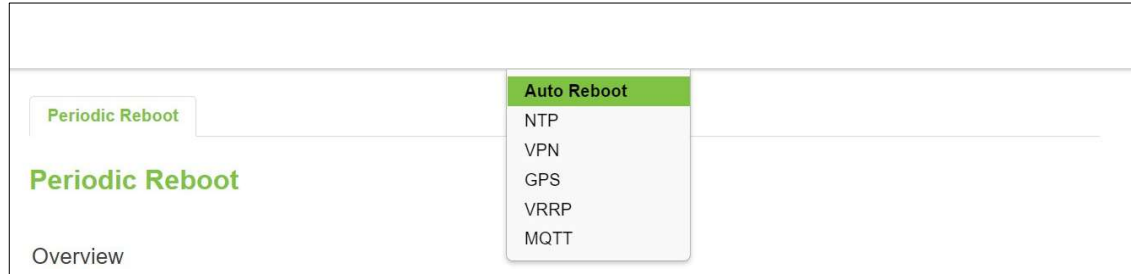 Periodic Reboot
Periodic Reboot
Overview
Auto Reboot
NTP
VPN
GPS
VRRP
MQTT